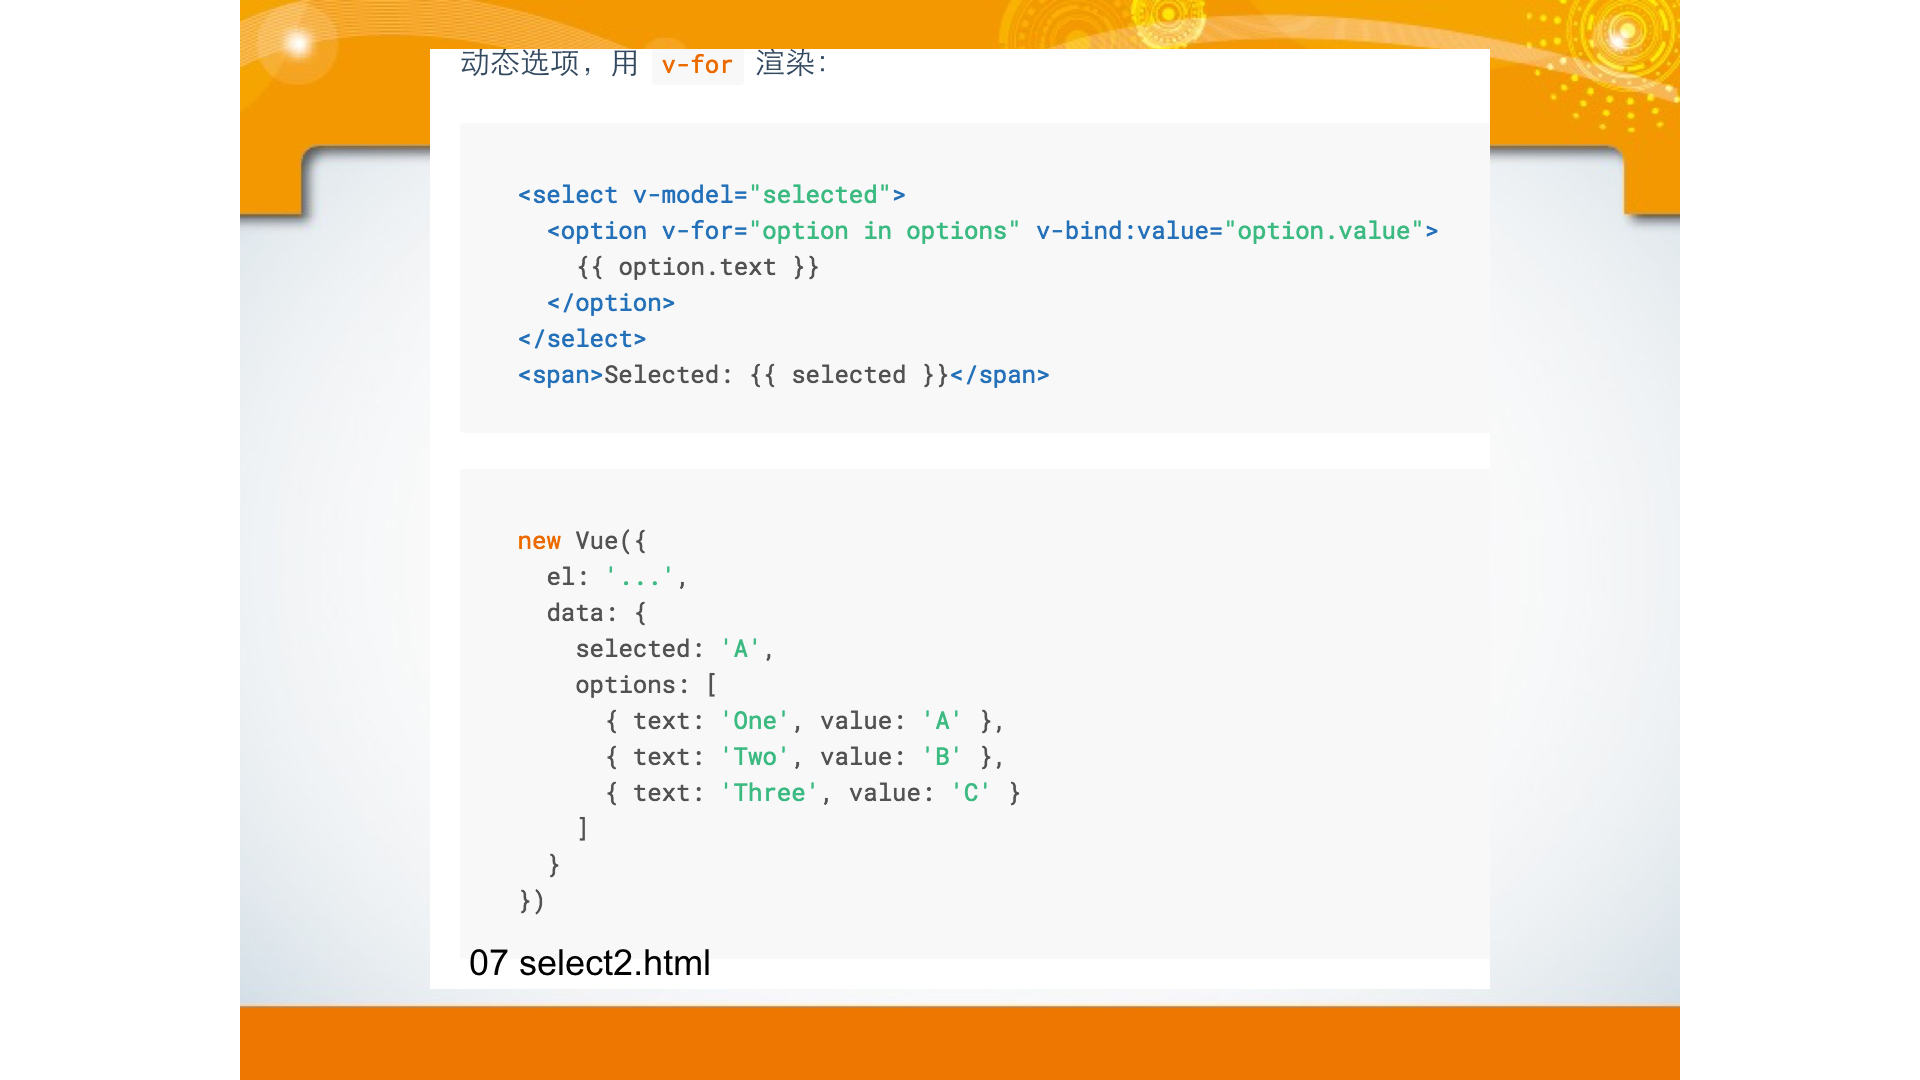 动态选项，用 v-for 渲染：
<select v-model="selected">
  <option v-for="option in options" v-bind:value="option.value">
    {{ option.text }}
  </option>
</select>
<span>Selected: {{ selected }}</span>
new Vue({
  el: '...',
  data: {
    selected: 'A',
    options: [
      { text: 'One', value: 'A' },
      { text: 'Two', value: 'B' },
      { text: 'Three', value: 'C' }
    ]
  }
})
07 select2.html